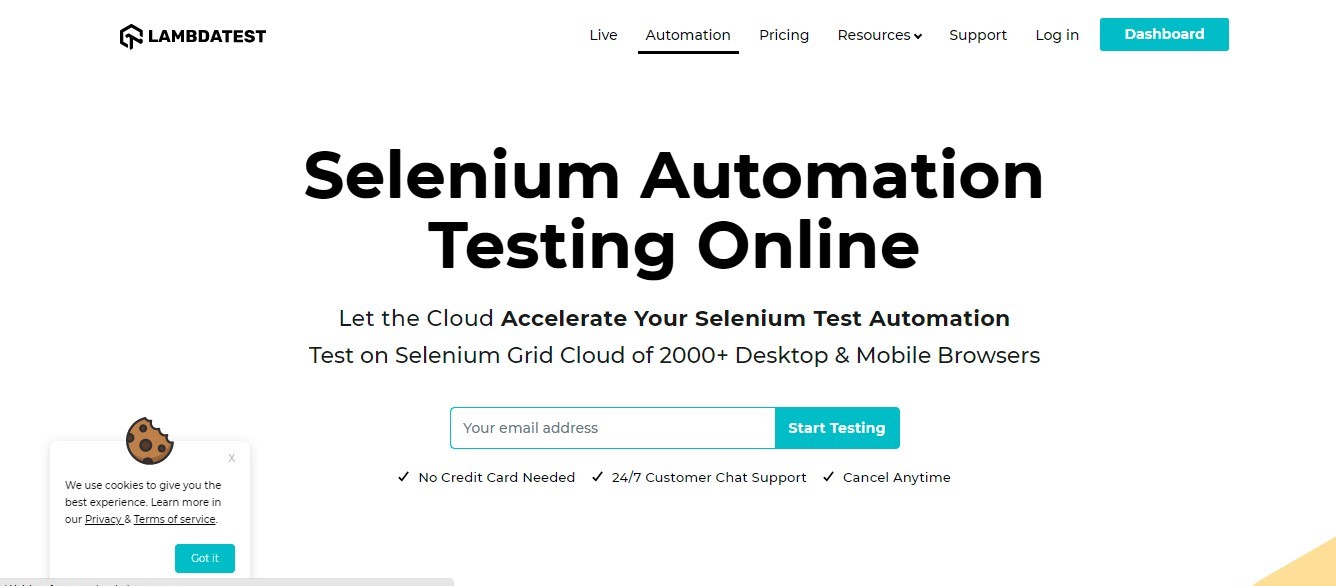 LAMBDATEST
Live Automation Pricing Resources Support Log in Dashboard
Selenium Automation
Testing Online
Let the Cloud Accelerate Your Selenium Test Automation
Test on Selenium Grid Cloud of 2000+ Desktop & Mobile Browsers
Your email address Start Testing
No Credit Card Needed 24/7 Customer Chat Support Cancel Anytime
X
We use cookies to give you the
best experience. Learn more in
our Privacy & Terms of service.
Got it